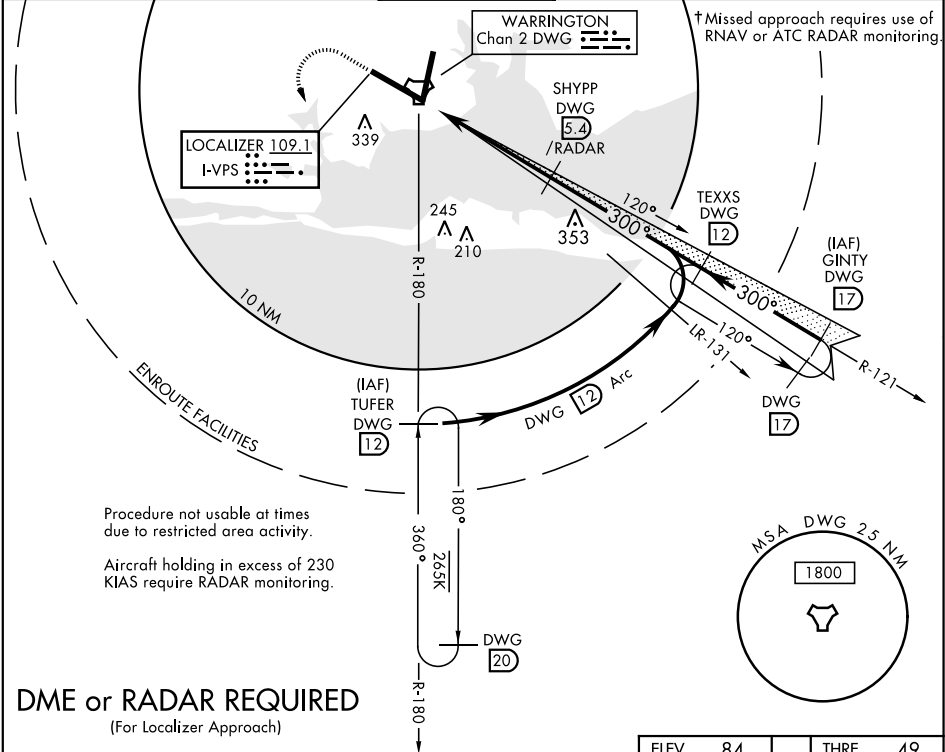 WARRINGTON
Chan 2 DWG
† Missed approach requires use of
RNAV or ATC RADAR monitoring.
SHYPP
DWG
5.4
/RADAR
339
LOCALIZER 109.1
I-VPS
120°
TEXXS
DWG
12
245
210
353
300°
(IAF)
GINTY
DWG
17
R-180
300°
10 NM
120°
LR-131
R-121
ENROUTE FACILITIES
(IAF)
TUFER
DWG
12
DWG 12 Arc
DWG
17
180°
360°
265K
Procedure not usable at times
due to restricted area activity.
Aircraft holding in excess of 230
KIAS require RADAR monitoring.
MSA DWG 25 NM
1800
DWG
20
R-180
DME or RADAR REQUIRED
(For Localizer Approach)
ELEV 84
THRE 49